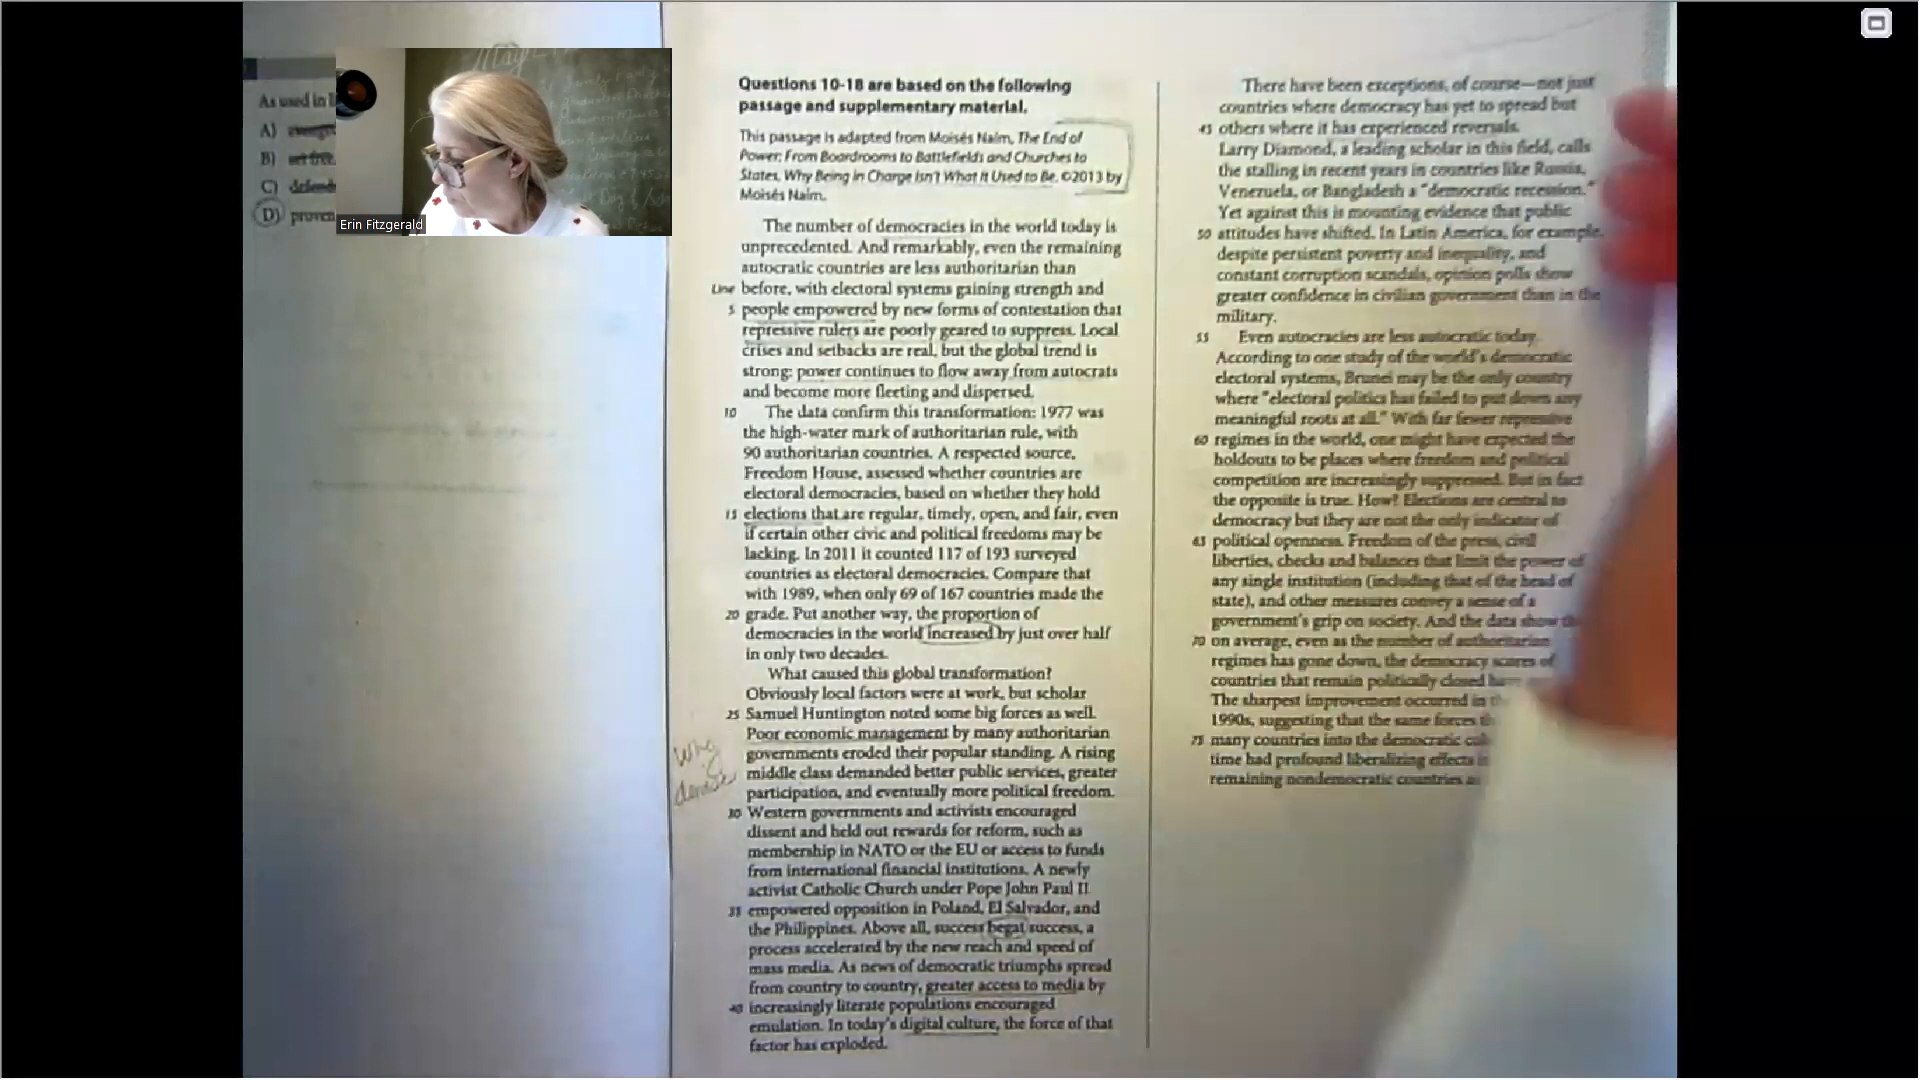 As used in
A)
B) set free.
C)
D) proven
Erin Fitzgerald
Questions 10-18 are based on the following
passage and supplementary material.
This passage is adapted from Moisés Naím, The End of
Power: From Boardrooms to Battlefields and Churches to
States, Why Being in Charge Isn't What It Used to Be. ©2013 by
Moisés Naím.
The number of democracies in the world today is
unprecedented. And remarkably, even the remaining
autocratic countries are less authoritarian than
Line before, with electoral systems gaining strength and
5 people empowered by new forms of contestation that
repressive rulers are poorly geared to suppress. Local
crises and setbacks are real, but the global trend is
strong: power continues to flow away from autocrats
and become more fleeting and dispersed.
10 The data confirm this transformation: 1977 was
the high-water mark of authoritarian rule, with
90 authoritarian countries. A respected source,
Freedom House, assessed whether countries are
electoral democracies, based on whether they hold
15 elections that are regular, timely, open, and fair, even
if certain other civic and political freedoms may be
lacking. In 2011 it counted 117 of 193 surveyed
countries as electoral democracies. Compare that
with 1989, when only 69 of 167 countries made the
20 grade. Put another way, the proportion of
democracies in the world increased by just over half
in only two decades.
What caused this global transformation?
Obviously local factors were at work, but scholar
25 Samuel Huntington noted some big forces as well.
Poor economic management by many authoritarian
governments eroded their popular standing. A rising
middle class demanded better public services, greater
participation, and eventually more political freedom.
30 Western governments and activists encouraged
dissent and held out rewards for reform, such as
membership in NATO or the EU or access to funds
from international financial institutions. A newly
activist Catholic Church under Pope John Paul II
35 empowered opposition in Poland, El Salvador, and
the Philippines. Above all, success begat success, a
process accelerated by the new reach and speed of
mass media. As news of democratic triumphs spread
from country to country, greater access to media by
40 increasingly literate populations encouraged
emulation. In today's digital culture, the force of that
factor has exploded.
Why
There have been exceptions, of course—not just
countries where democracy has yet to spread but
45 others where it has experienced reversals.
Larry Diamond, a leading scholar in this field, calls
the stalling in recent years in countries like Russia,
Venezuela, or Bangladesh a "democratic recession."
Yet against this is mounting evidence that public
50 attitudes have shifted. In Latin America, for example,
despite persistent poverty and inequality, and
constant corruption scandals, opinion polls show
greater confidence in civilian government than in the
military.
55 Even autocracies are less autocratic today.
According to one study of the world's democratic
electoral systems, Brunei may be the only country
where "electoral politics has failed to put down any
meaningful roots at all." With far fewer repressive
60 regimes in the world, one might have expected the
holdouts to be places where freedom and political
competition are increasingly suppressed. But in fact
the opposite is true. How? Elections are central to
democracy but they are not the only indicator of
65 political openness. Freedom of the press, civil
liberties, checks and balances that limit the power of
any single institution (including that of the head of
state), and other measures convey a sense of a
government's grip on society. And the data show
70 on average, even as the number of authoritarian
regimes has gone down, the democracy scores of
countries that remain politically closed have
The sharpest improvement occurred in
1990s, suggesting that the same forces
75 many countries into the democratic
time had profound liberalizing effects
remaining nondemocratic countries as